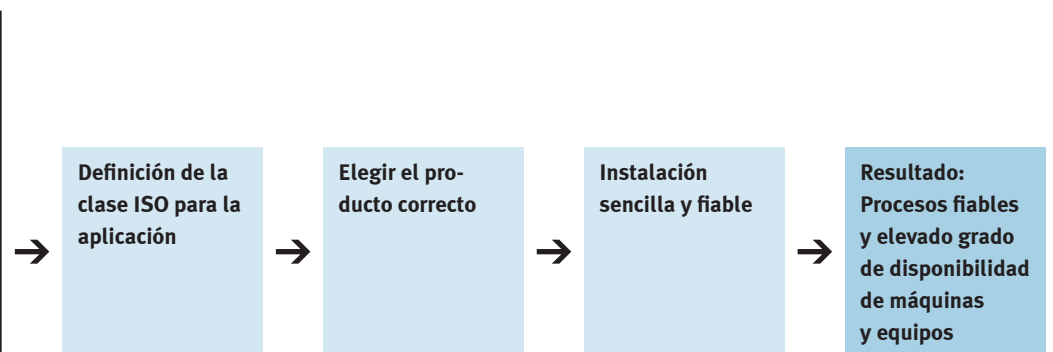 Definición de la
clase ISO para la
aplicación
Elegir el pro-
ducto correcto
Instalación
sencilla y fiable
Resultado:
Procesos fiables
y elevado grado
de disponibilidad
de máquinas
y equipos